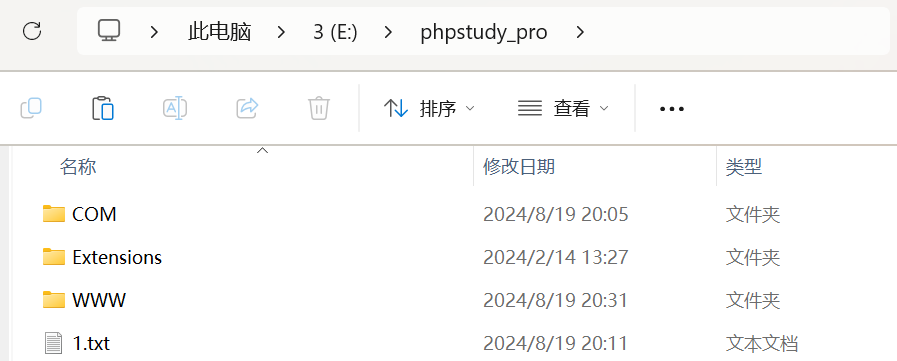 此电脑 3 (E:) phpstudy_pro
排序 查看
名称 修改日期 类型
COM 2024/8/19 20:05 文件夹
Extensions 2024/2/14 13:27 文件夹
WWW 2024/8/19 20:31 文件夹
1.txt 2024/8/19 20:11 文本文档